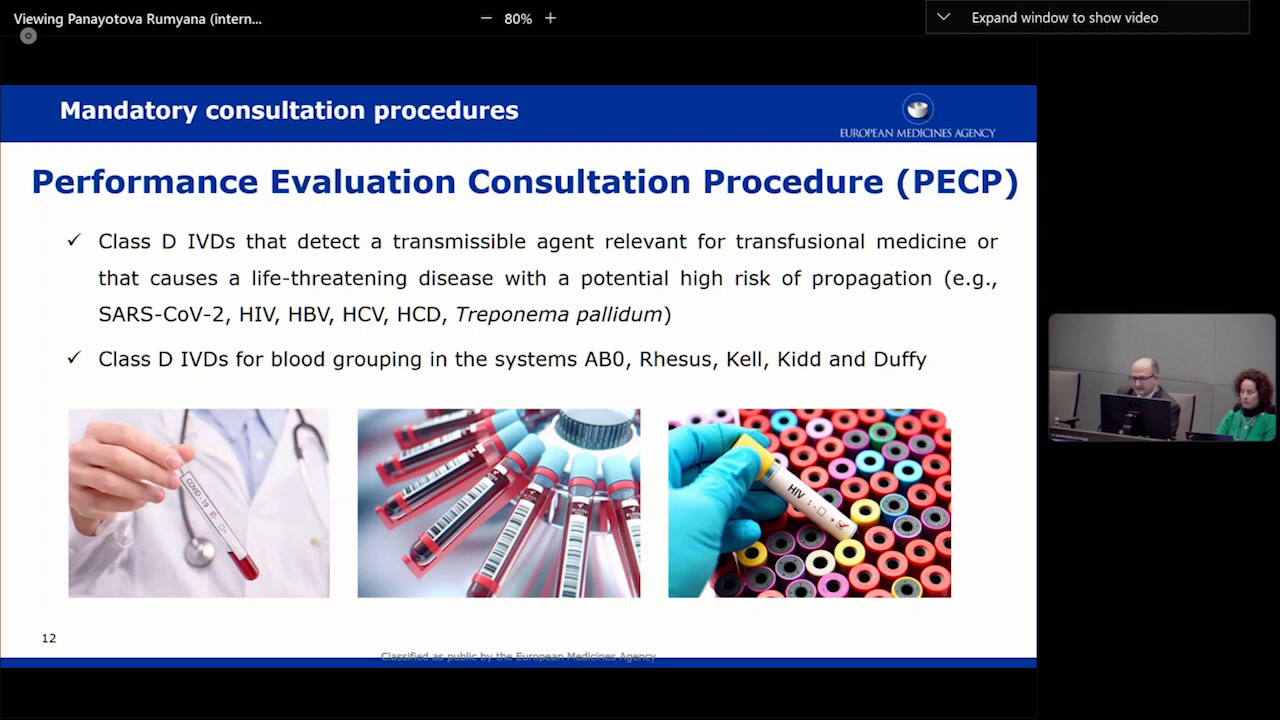 Viewing Panayotova Rumyana (intern...
80%
Expand window to show video
Mandatory consultation procedures
EUROPEAN MEDICINES AGENCY
Performance Evaluation Consultation Procedure (PECP)
✓ Class D IVDs that detect a transmissible agent relevant for transfusional medicine or
that causes a life-threatening disease with a potential high risk of propagation (e.g.,
SARS-CoV-2, HIV, HBV, HCV, HCD, Treponema pallidum)
✓ Class D IVDs for blood grouping in the systems AB0, Rhesus, Kell, Kidd and Duffy
COVID-19
HIV
12
Classified as public by the European Medicines Agency